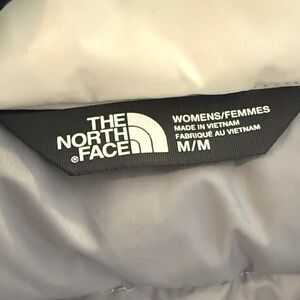 THE
NORTH
FACE
®
WOMENS/FEMMES
MADE IN VIETNAM
FABRIQUÉ AU VIETNAM
M/M